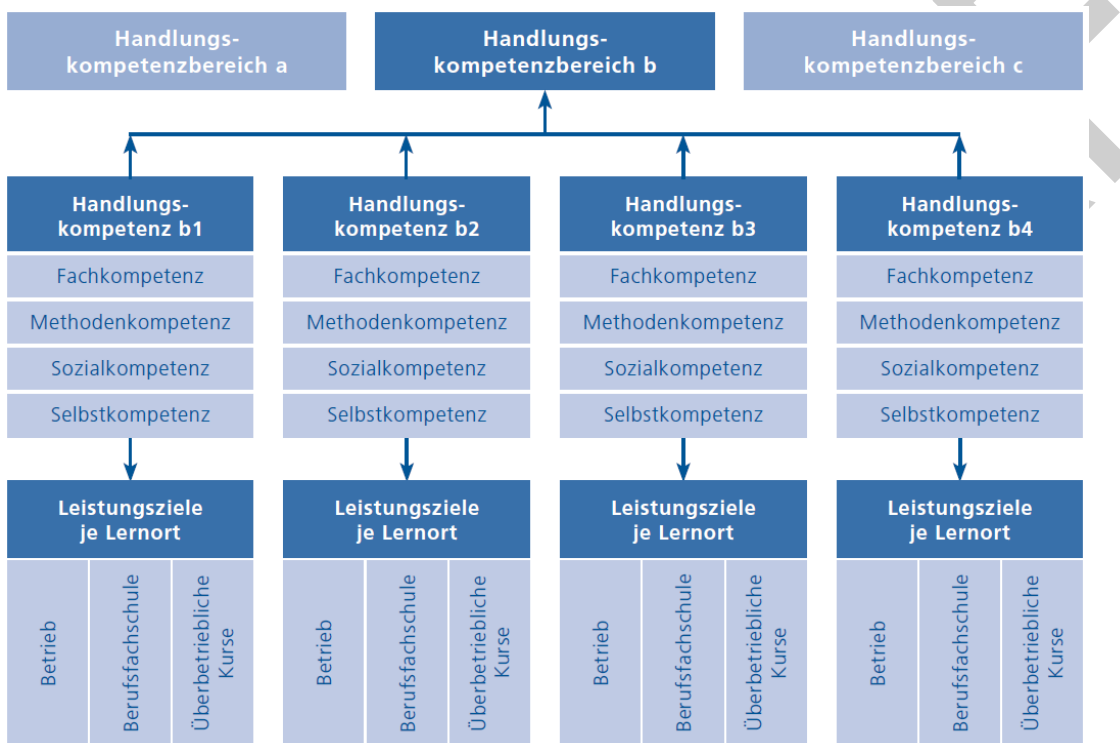 Handlungs-
kompetenzbereich a
Handlungs-
kompetenzbereich b
Handlungs-
kompetenzbereich c
Handlungs-
kompetenz b1
Fachkompetenz
Methodenkompetenz
Sozialkompetenz
Selbstkompetenz
Leistungsziele
je Lernort
Betrieb
Berufsfachschule
Überbetriebliche
Kurse
Handlungs-
kompetenz b2
Fachkompetenz
Methodenkompetenz
Sozialkompetenz
Selbstkompetenz
Leistungsziele
je Lernort
Betrieb
Berufsfachschule
Überbetriebliche
Kurse
Handlungs-
kompetenz b3
Fachkompetenz
Methodenkompetenz
Sozialkompetenz
Selbstkompetenz
Leistungsziele
je Lernort
Betrieb
Berufsfachschule
Überbetriebliche
Kurse
Handlungs-
kompetenz b4
Fachkompetenz
Methodenkompetenz
Sozialkompetenz
Selbstkompetenz
Leistungsziele
je Lernort
Betrieb
Berufsfachschule
Überbetriebliche
Kurse